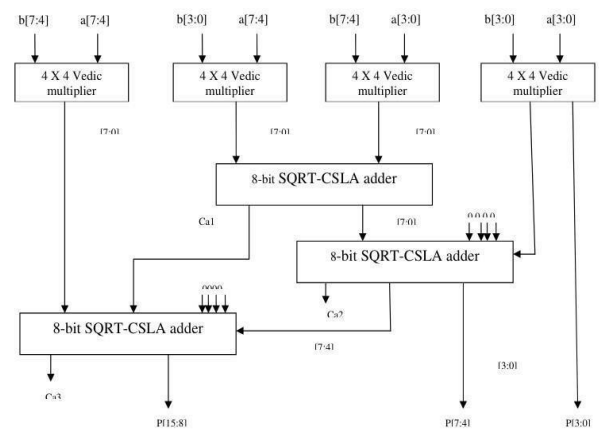 b[7:4] a[7:4] b[3:0] a[7:4] b[7:4] a[3:0] b[3:0] a[3:0]
4 X 4 Vedic multiplier
4 X 4 Vedic multiplier
4 X 4 Vedic multiplier
4 X 4 Vedic multiplier
[7:0] [7:0] [7:0]
8-bit SQRT-CSLA adder
Ca1 [7:0] 0 0 0 0
8-bit SQRT-CSLA adder
0000 Ca2
8-bit SQRT-CSLA adder
[7:4] [3:0]
Ca3
P[15:8] P[7:4] P[3:0]